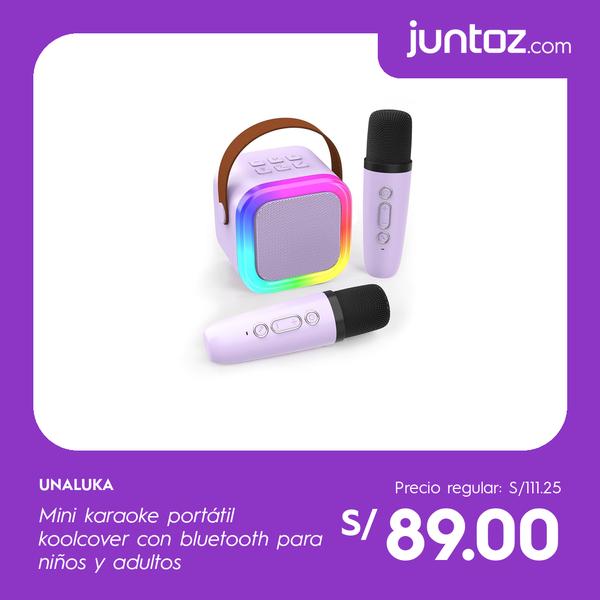 juntoz.com
UNALUKA
Mini karaoke portátil
koolcover con bluetooth para
niños y adultos
Precio regular: S/111.25
S/ 89.00